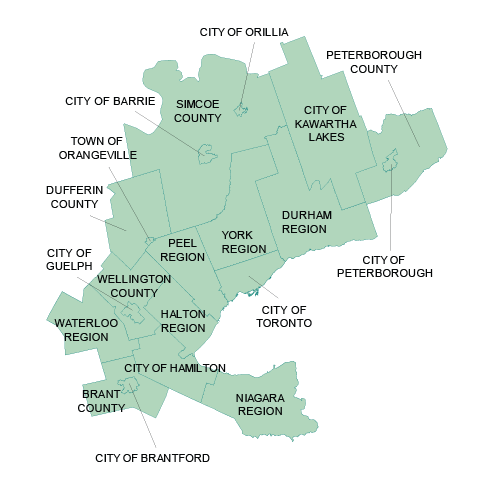 CITY OF ORILLIA
PETERBOROUGH
COUNTY
CITY OF BARRIE
SIMCOE
COUNTY
CITY OF
KAWARTHA
LAKES
TOWN OF
ORANGEVILLE
DUFFERIN
COUNTY
DURHAM
REGION
YORK
REGION
PEEL
REGION
CITY OF
GUELPH
CITY OF
PETERBOROUGH
WELLINGTON
COUNTY
CITY OF
TORONTO
HALTON
REGION
WATERLOO
REGION
CITY OF HAMILTON
BRANT
COUNTY
NIAGARA
REGION
CITY OF BRANTFORD